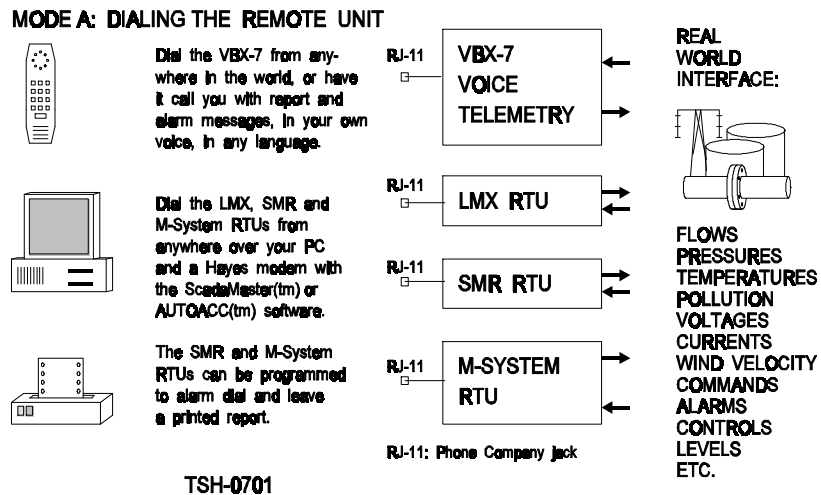 MODE A: DIALING THE REMOTE UNIT
Dial the VBX-7 from any-
where in the world, or have
it call you with report and
alarm messages, in your own
voice, in any language.
Dial the LMX, SMR and
M-System RTUs from
anywhere over your PC
and a Hayes modem with
the ScadaMaster(tm) or
AUTOACC(tm) software.
The SMR and M-System
RTUs can be programmed
to alarm dial and leave
a printed report.
TSH-0701
RJ-11
VBX-7
VOICE
TELEMETRY
RJ-11
LMX RTU
RJ-11
SMR RTU
RJ-11
M-SYSTEM
RTU
RJ-11: Phone Company jack
REAL
WORLD
INTERFACE:
FLOWS
PRESSURES
TEMPERATURES
POLLUTION
VOLTAGES
CURRENTS
WIND VELOCITY
COMMANDS
ALARMS
CONTROLS
LEVELS
ETC.